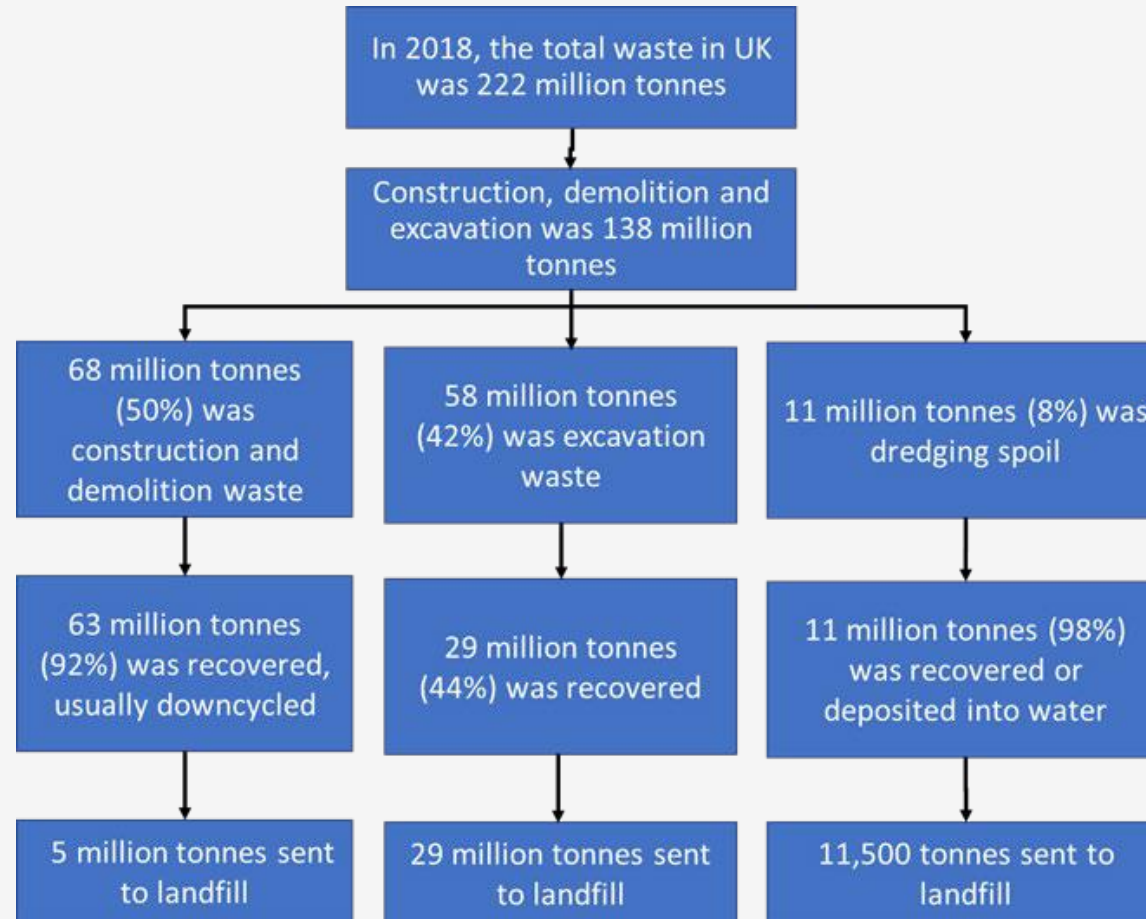 In 2018, the total waste in UK
was 222 million tonnes
Construction, demolition and
excavation was 138 million
tonnes
68 million tonnes
(50%) was
construction and
demolition waste
58 million tonnes
(42%) was excavation
waste
11 million tonnes (8%) was
dredging spoil
63 million tonnes
(92%) was recovered,
usually downcycled
29 million tonnes
(44%) was recovered
11 million tonnes (98%)
was recovered or
deposited into water
5 million tonnes sent
to landfill
29 million tonnes sent
to landfill
11,500 tonnes sent to
landfill